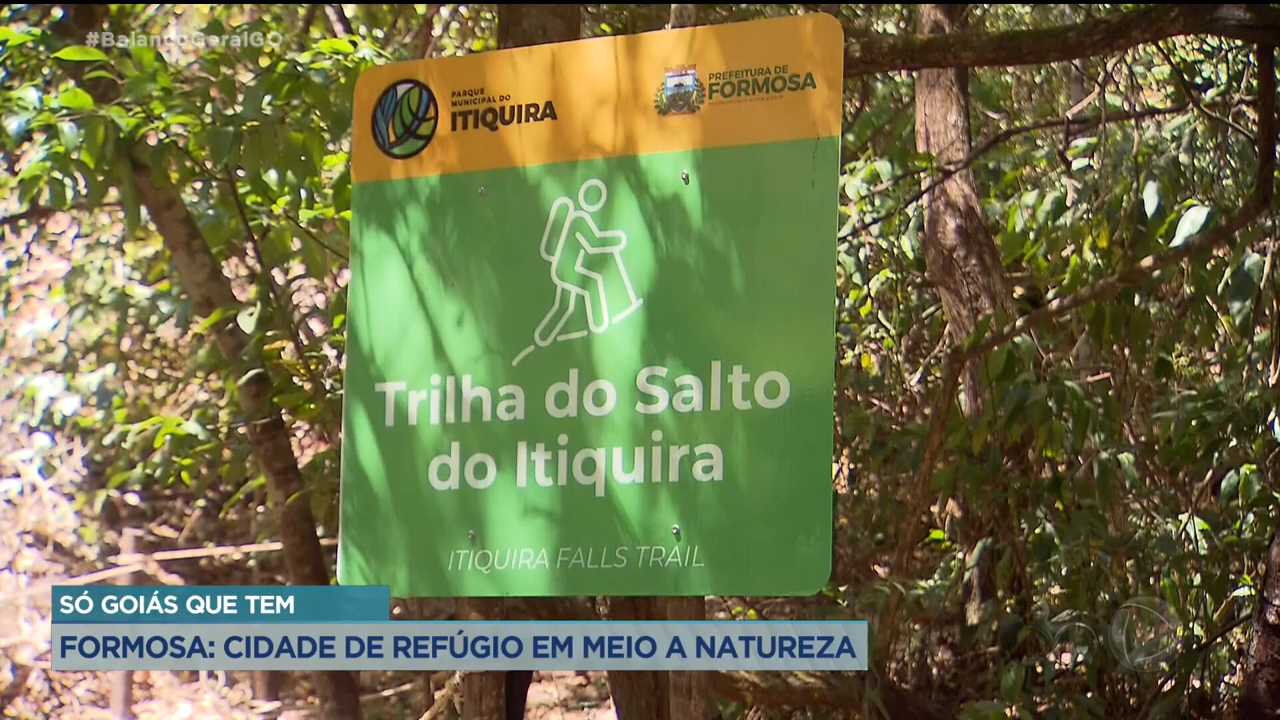 #BalançoGeralGO
PARQUE
MUNICIPAL DO
ITIQUIRA
PREFEITURA DE
FORMOSA
Trilha do Salto
do Itiquira
ITIQUIRA FALLS TRAIL
SÓ GOIÁS QUE TEM
FORMOSA: CIDADE DE REFÚGIO EM MEIO A NATUREZA